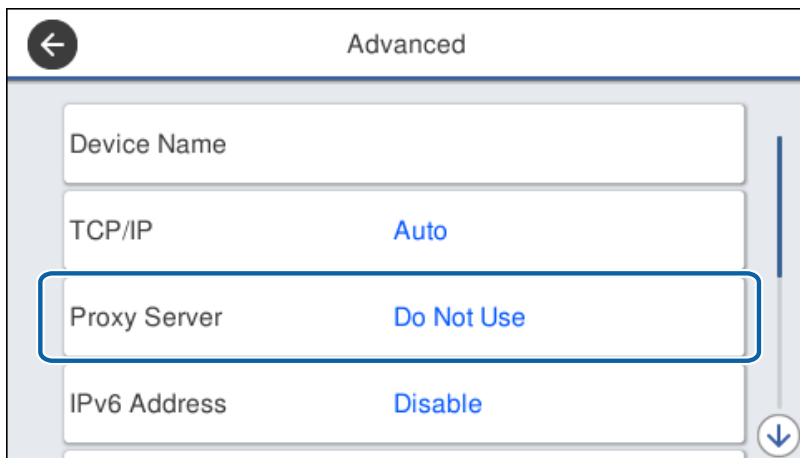 Advanced
Device Name
TCP/IP Auto
Proxy Server Do Not Use
IPv6 Address Disable